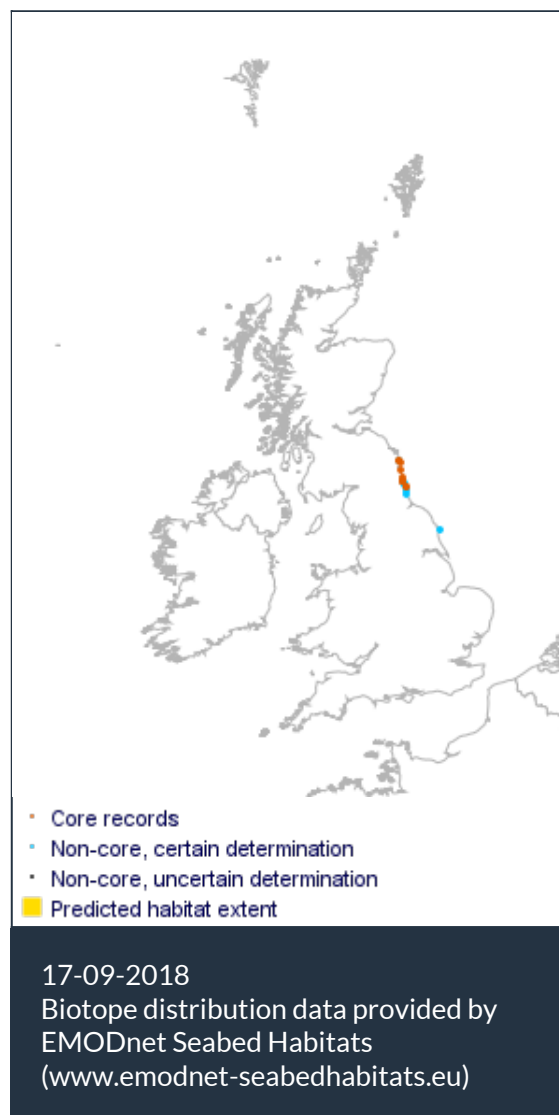 Core records
Non-core, certain determination
Non-core, uncertain determination
Predicted habitat extent
17-09-2018
Biotope distribution data provided by
EMODnet Seabed Habitats
(www.emodnet-seabedhabitats.eu)